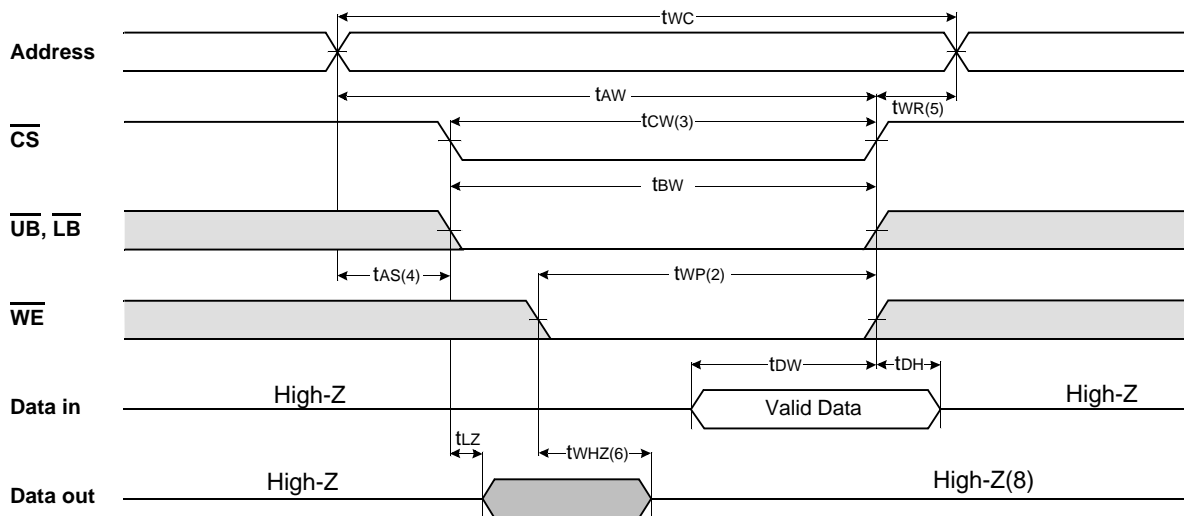 tWC
Address
tAW
tWR(5)
CS
tCW(3)
tBW
UB, LB
tAS(4)
tWP(2)
WE
tDW
tDH
Data in
High-Z
Valid Data
High-Z
tLZ
tWHZ(6)
Data out
High-Z
High-Z(8)